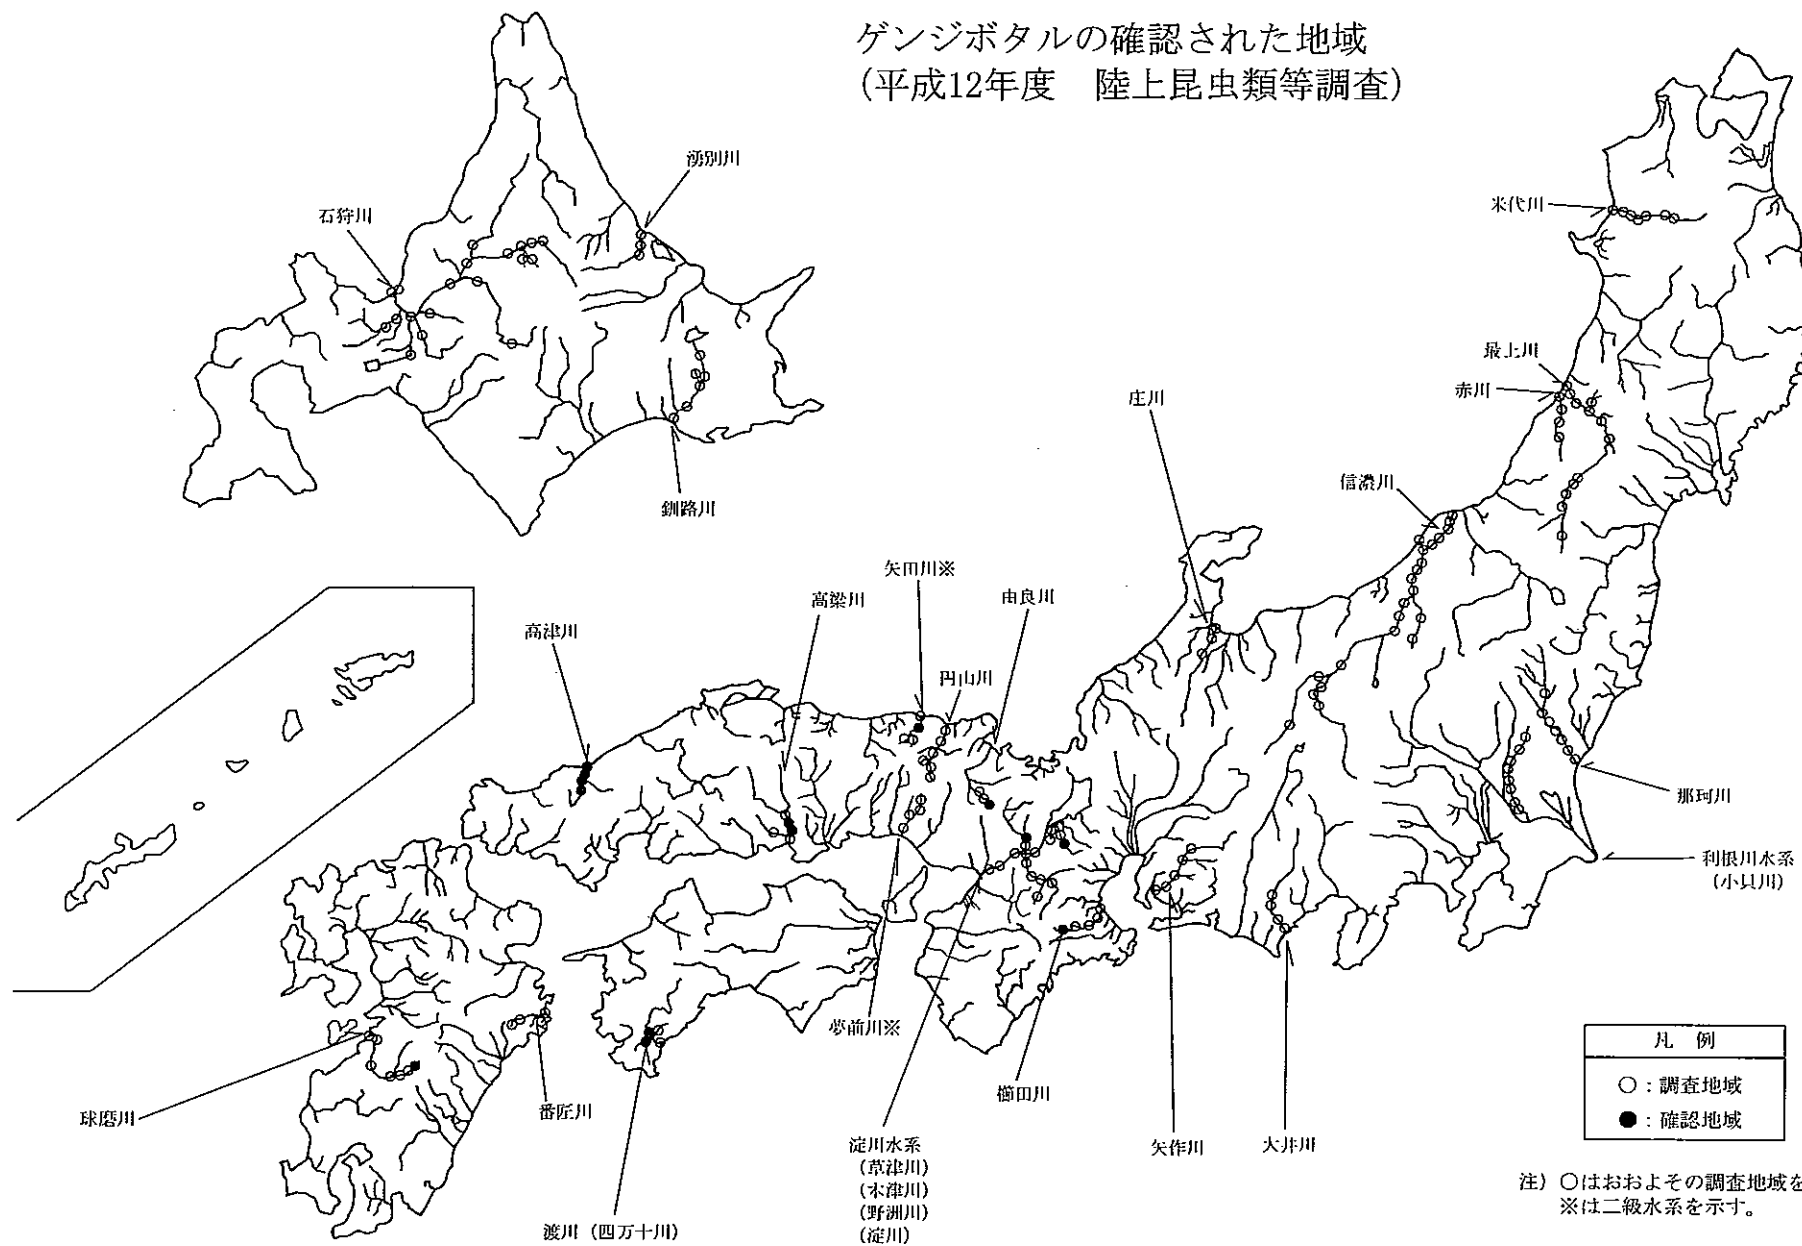 ゲンジボタルの確認された地域
(平成12年度　陸上昆虫類等調査)
湧別川
石狩川
釧路川
米代川
最上川
赤川
庄川
信濃川
矢田川※
高梁川
由良川
高津川
円山川
那珂川
利根川水系
(小貝川)
夢前川※
櫛田川
球磨川
番匠川
矢作川
大井川
淀川水系
(草津川)
(木津川)
(野洲川)
(淀川)
渡川 (四万十川)
凡　例
○：調査地域
●：確認地域
注) ○はおおよその調査地域を
※は二級水系を示す。